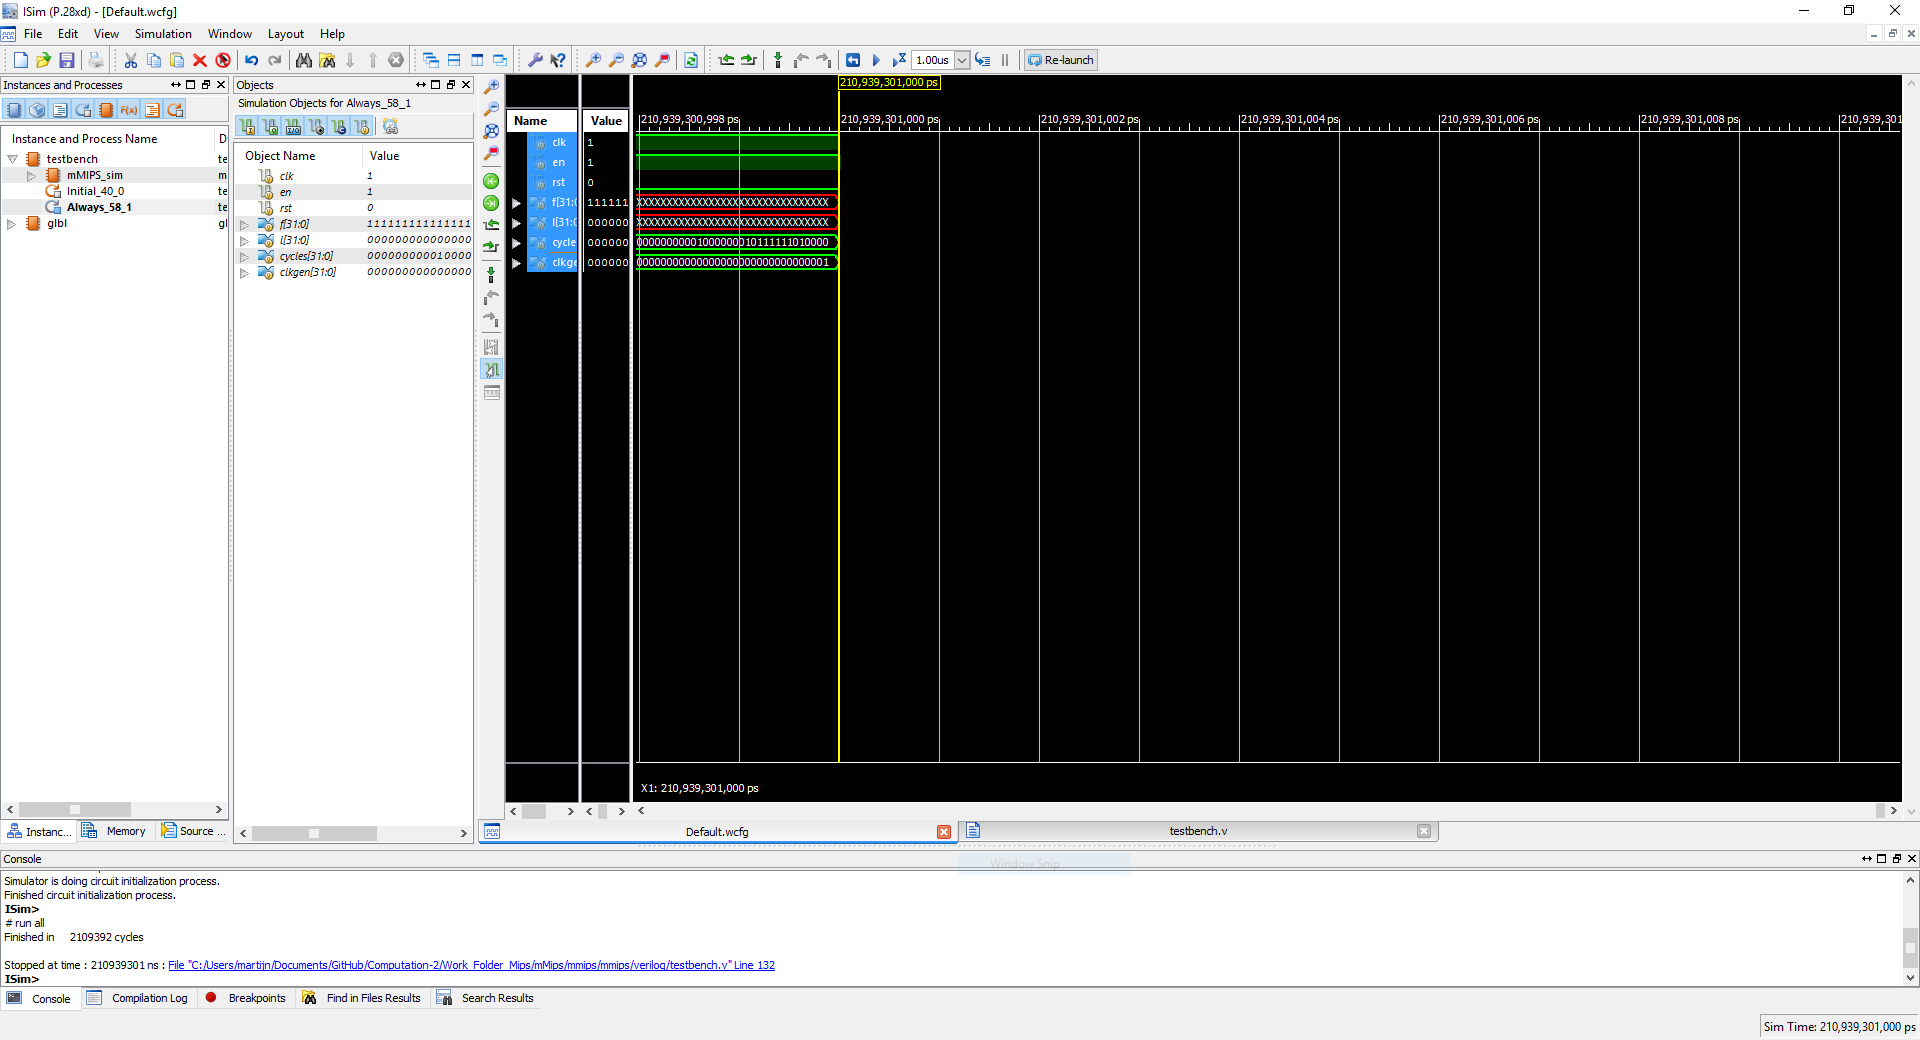 ISim (P.28xd) - [Default.wcfg]
File Edit View Simulation Window Layout Help
1.00us Re-launch
Instances and Processes
Instance and Process Name D
testbench te
mMIPS_sim m
Initial_40_0 te
Always_58_1 te
glbl gl
Instanc... Memory Source ...
Objects
Simulation Objects for Always_58_1
Object Name Value
clk 1
en 1
rst 0
f[31:0] 111111111111111
l[31:0] 000000000000000
cycles[31:0] 000000000010000
clkgen[31:0] 000000000000000
210,939,301,000 ps
Name Value
210,939,300,998 ps 210,939,301,000 ps 210,939,301,002 ps 210,939,301,004 ps 210,939,301,006 ps 210,939,301,008 ps 210,939,301
clk 1
en 1
rst 0
f[31:0 111111 XXXXXXXXXXXXXXXXXXXXXXXXXXXXXXXX
l[31:0 000000 XXXXXXXXXXXXXXXXXXXXXXXXXXXXXXXX
cycle 000000 00000000001000000010111111010000
clkge 000000 00000000000000000000000000000001
X1: 210,939,301,000 ps
Default.wcfg testbench.v
Window Snip
Console
Simulator is doing circuit initialization process.
Finished circuit initialization process.
ISim>
# run all
Finished in 2109392 cycles
Stopped at time : 210939301 ns : File "C:/Users/martijn/Documents/GitHub/Computation-2/Work_Folder_Mips/mMips/mmips/mmips/verilog/testbench.v" Line 132
ISim>
Console Compilation Log Breakpoints Find in Files Results Search Results
Sim Time: 210,939,301,000 ps